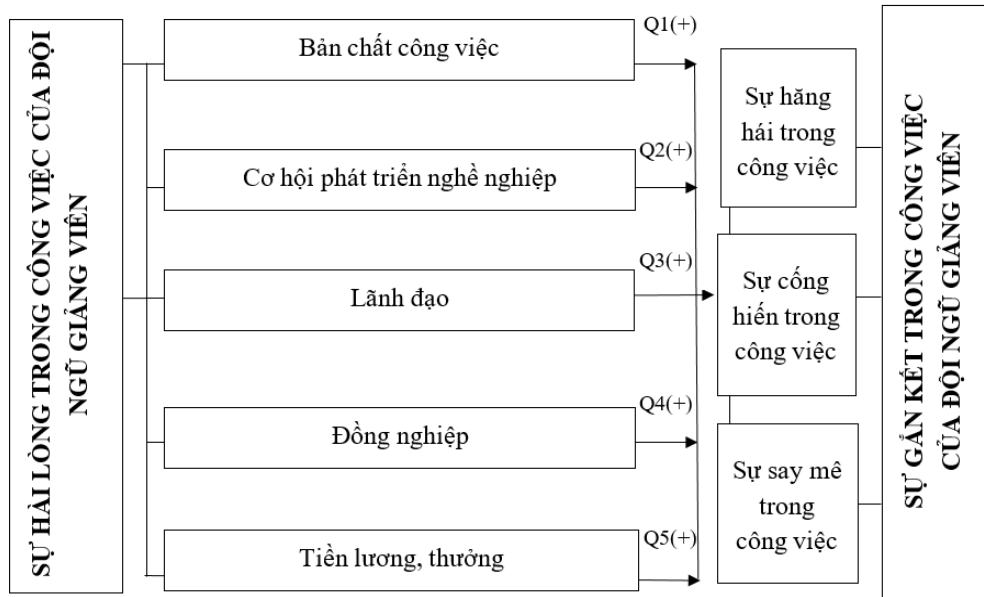 SỰ HÀI LÒNG TRONG CÔNG VIỆC CỦA ĐỘI
NGŨ GIẢNG VIÊN
Bản chất công việc
Q1(+)
Cơ hội phát triển nghề nghiệp
Q2(+)
Lãnh đạo
Q3(+)
Đồng nghiệp
Q4(+)
Tiền lương, thưởng
Q5(+)
Sự hăng
hái trong
công việc
Sự cống
hiến trong
công việc
Sự say mê
trong
công việc
SỰ GẮN KẾT TRONG CÔNG VIỆC
CỦA ĐỘI NGŨ GIẢNG VIÊN